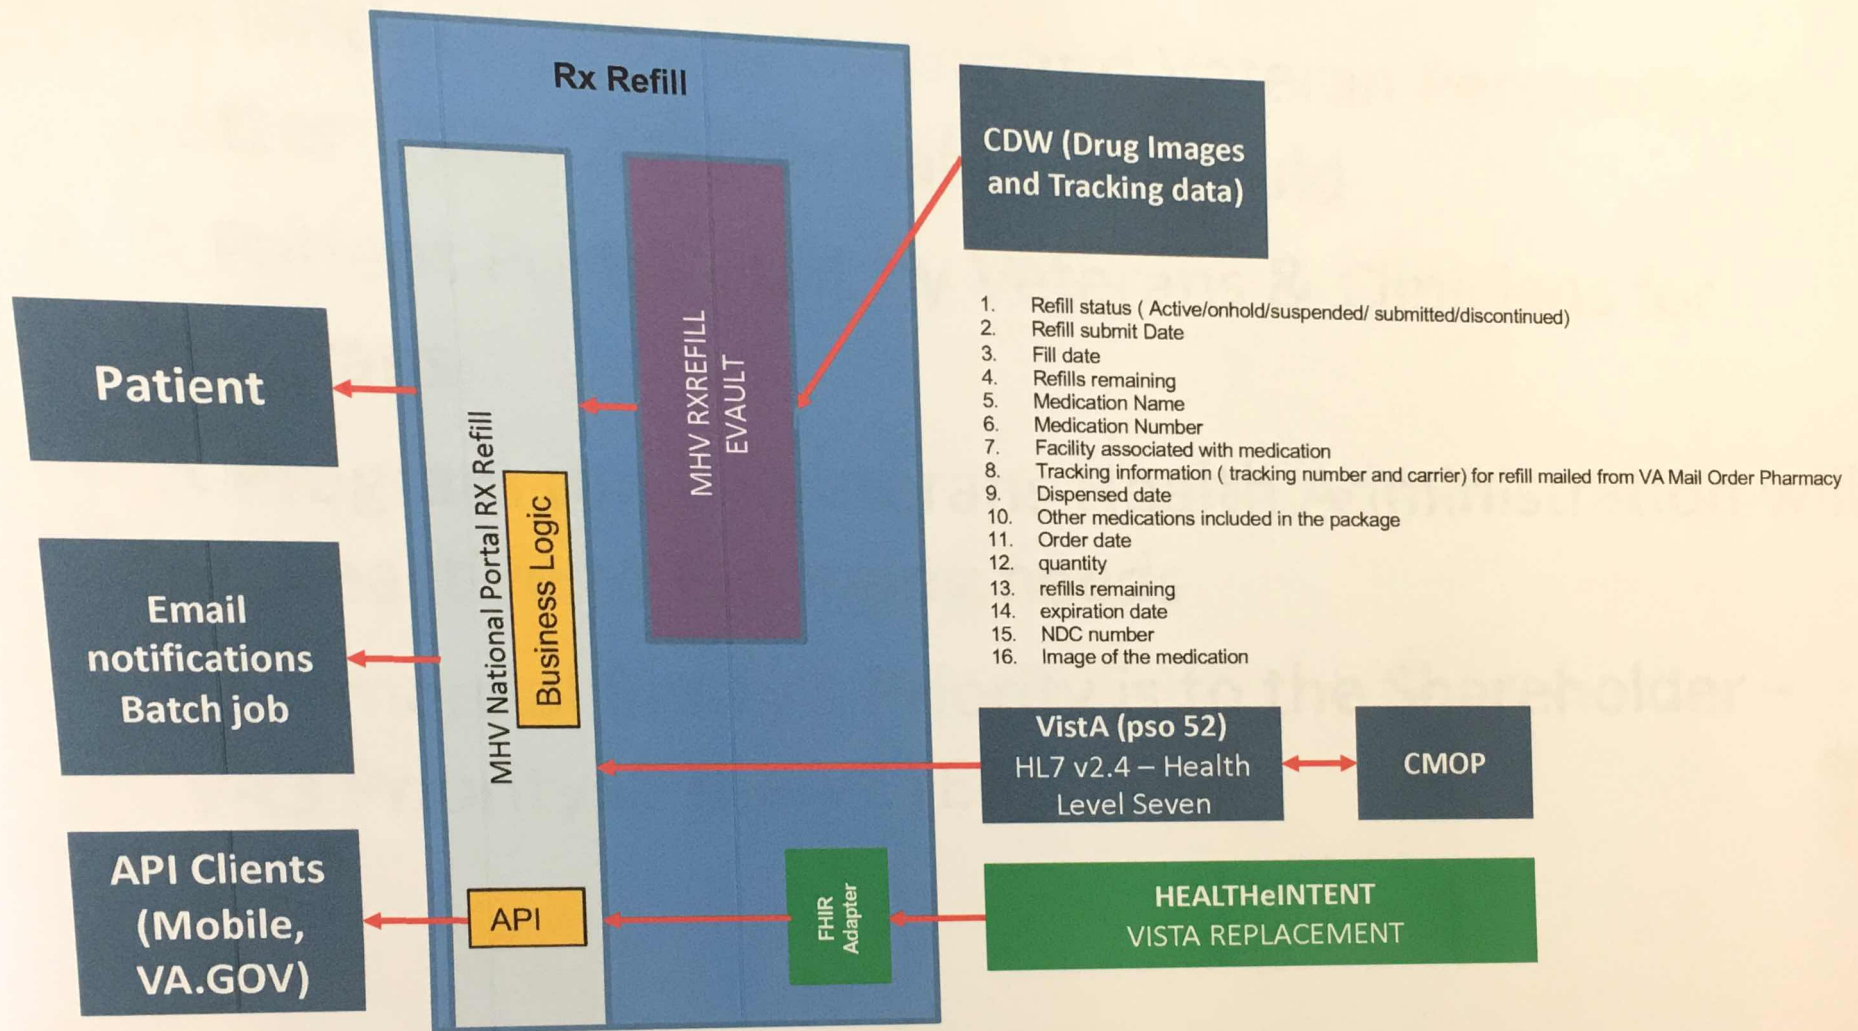 Rx Refill
CDW (Drug Images
and Tracking data)
Patient
MHV National Portal RX Refill
Business Logic
MHV RXREFILL
EVAULT
1. Refill status ( Active/onhold/suspended/ submitted/discontinued)
2. Refill submit Date
3. Fill date
4. Refills remaining
5. Medication Name
6. Medication Number
7. Facility associated with medication
8. Tracking information ( tracking number and carrier) for refill mailed from VA Mail Order Pharmacy
9. Dispensed date
10. Other medications included in the package
11. Order date
12. quantity
13. refills remaining
14. expiration date
15. NDC number
16. Image of the medication
Email
notifications
Batch job
VistA (pso 52)
HL7 v2.4 – Health
Level Seven
CMOP
API Clients
(Mobile,
VA.GOV)
API
FHIR
Adapter
HEALTHeINTENT
VISTA REPLACEMENT
is to the Shareholder -